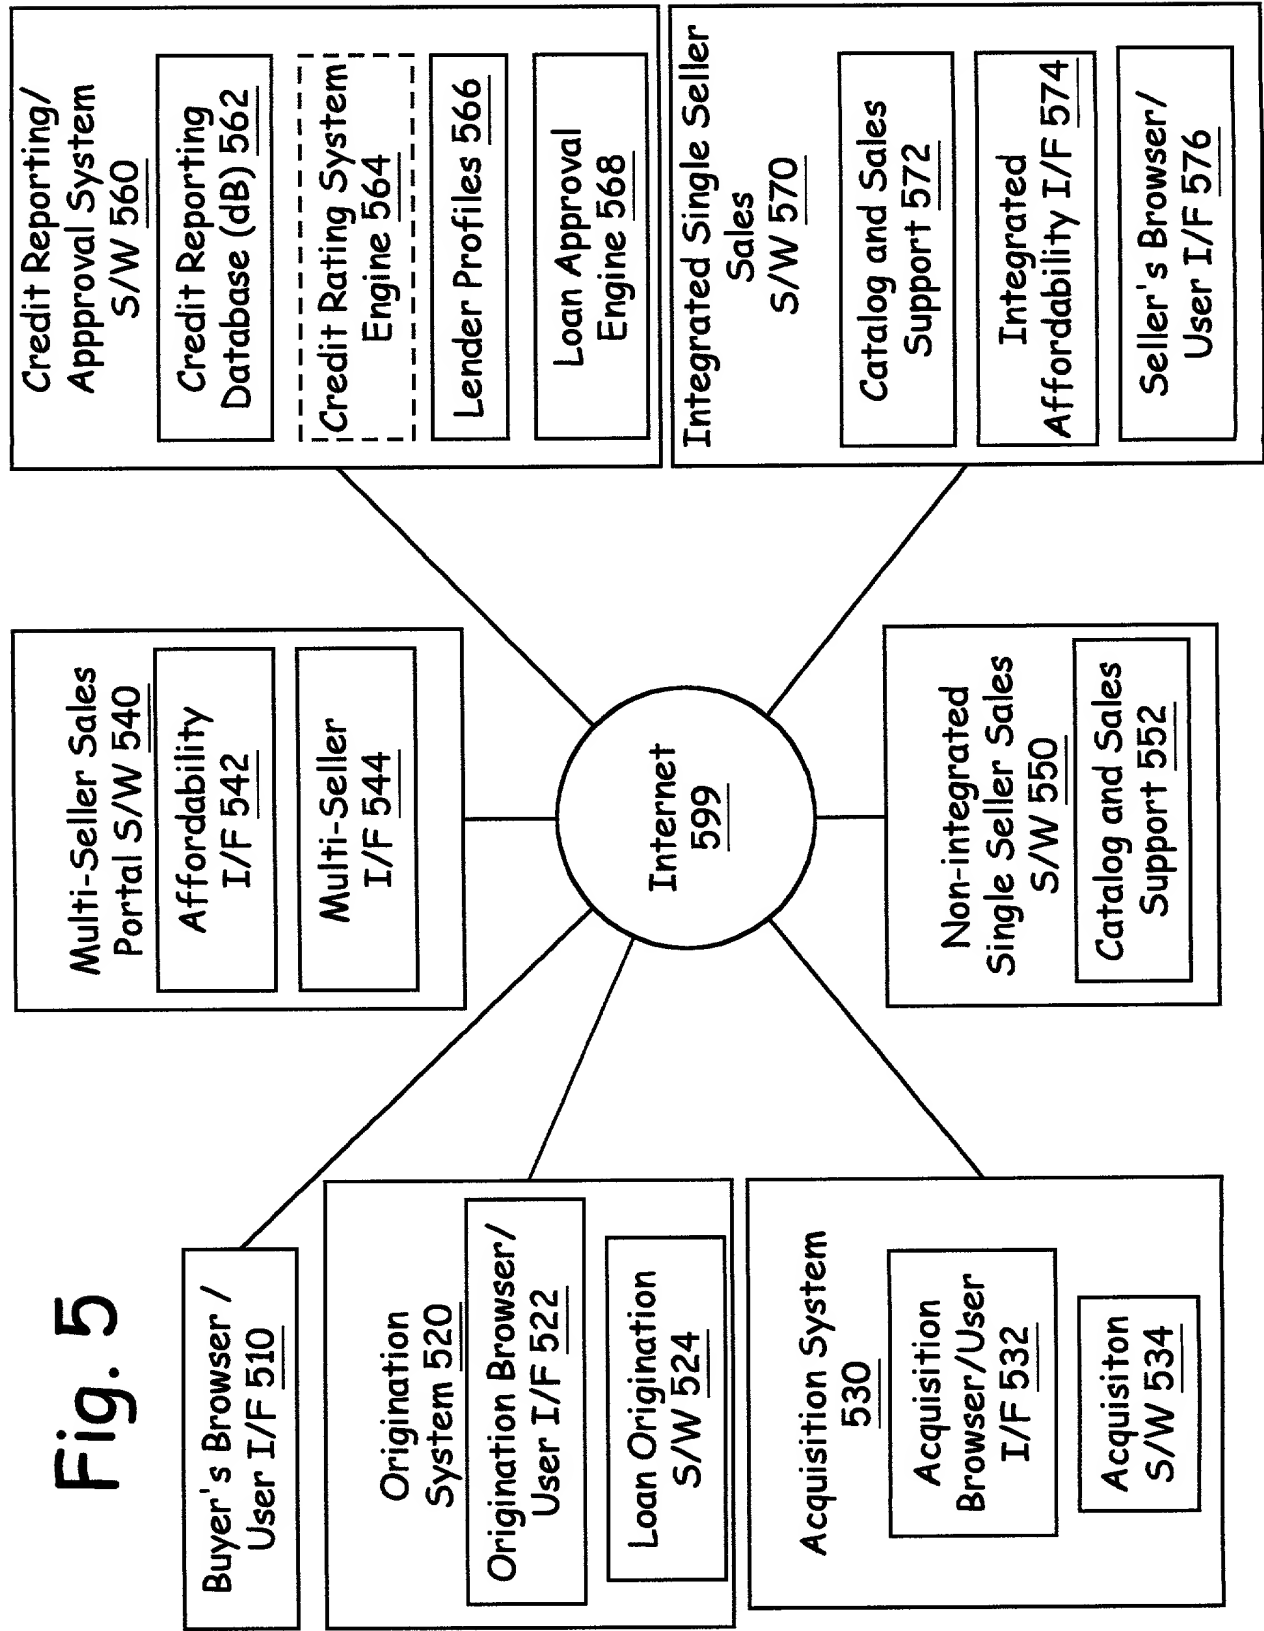 Fig. 5
Buyer's Browser /
User I/F 510
Origination
System 520
Origination Browser/
User I/F 522
Loan Origination
S/W 524
Acquisition System
530
Acquisition
Browser/User
I/F 532
Acquisiton
S/W 534
Multi-Seller Sales
Portal S/W 540
Affordability
I/F 542
Multi-Seller
I/F 544
Internet
599
Non-integrated
Single Seller Sales
S/W 550
Catalog and Sales
Support 552
Credit Reporting/
Appproval System
S/W 560
Credit Reporting
Database (dB) 562
Credit Rating System
Engine 564
Lender Profiles 566
Loan Approval
Engine 568
Integrated Single Seller
Sales
S/W 570
Catalog and Sales
Support 572
Integrated
Affordability I/F 574
Seller's Browser/
User I/F 576